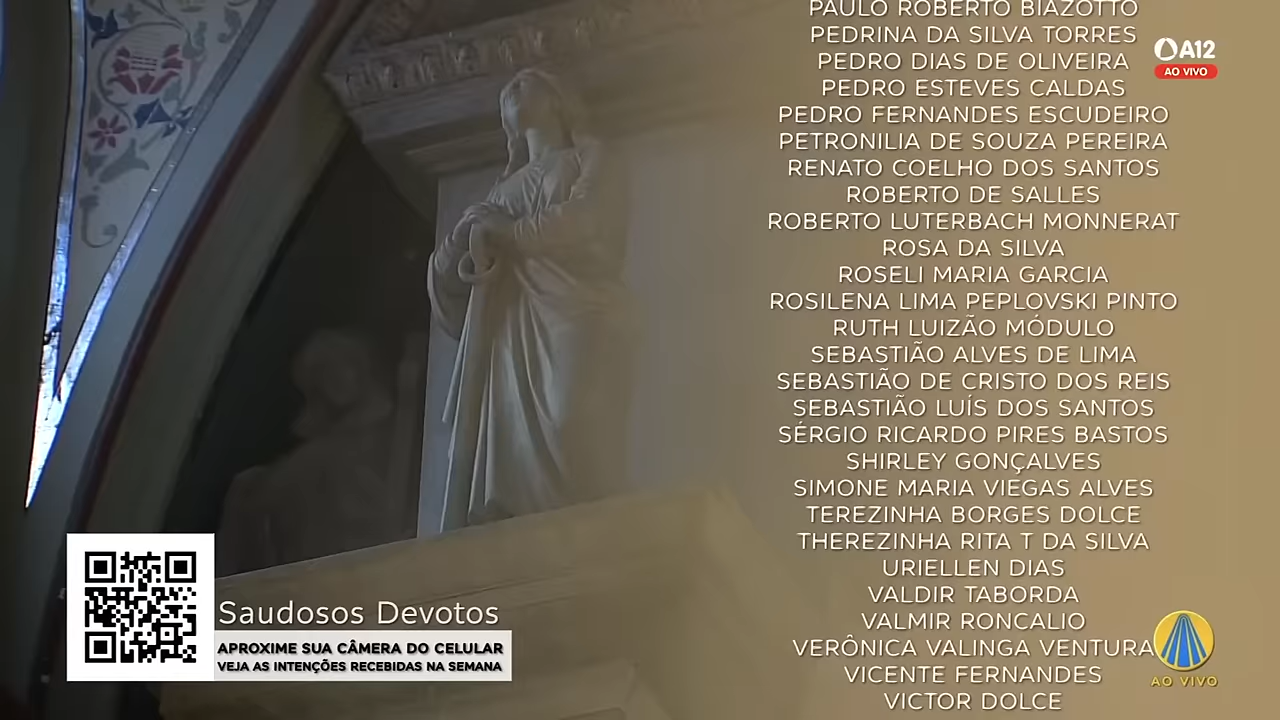 PAULO ROBERTO BIAZOTTO
PEDRINA DA SILVA TORRES
PEDRO DIAS DE OLIVEIRA
PEDRO ESTEVES CALDAS
PEDRO FERNANDES ESCUDEIRO
PETRONILIA DE SOUZA PEREIRA
RENATO COELHO DOS SANTOS
ROBERTO DE SALLES
ROBERTO LUTERBACH MONNERAT
ROSA DA SILVA
ROSELI MARIA GARCIA
ROSILENA LIMA PEPLOVSKI PINTO
RUTH LUIZÃO MÓDULO
SEBASTIÃO ALVES DE LIMA
SEBASTIÃO DE CRISTO DOS REIS
SEBASTIÃO LUÍS DOS SANTOS
SÉRGIO RICARDO PIRES BASTOS
SHIRLEY GONÇALVES
SIMONE MARIA VIEGAS ALVES
TEREZINHA BORGES DOLCE
THEREZINHA RITA T DA SILVA
URIELLEN DIAS
VALDIR TABORDA
VALMIR RONCALIO
VERÔNICA VALINGA VENTURA
VICENTE FERNANDES
VICTOR DOLCE
A12
AO VIVO
Saudosos Devotos
APROXIME SUA CÂMERA DO CELULAR
VEJA AS INTENÇÕES RECEBIDAS NA SEMANA
AO VIVO